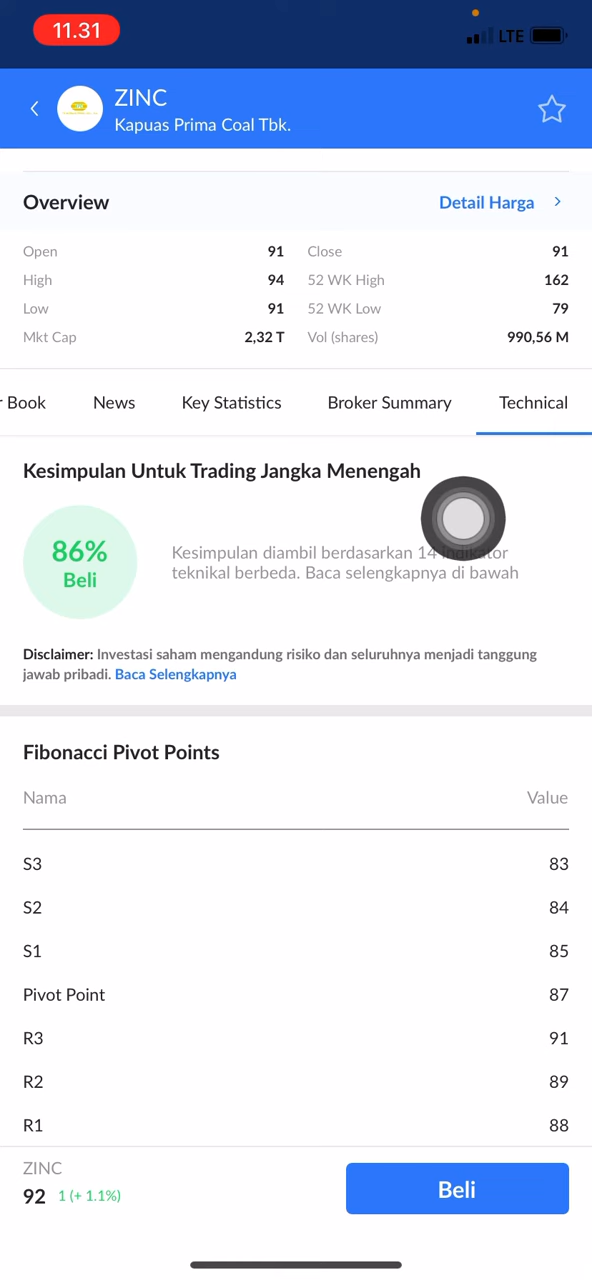 11.31
LTE
ZINC
Kapuas Prima Coal Tbk.
Overview
Detail Harga
Open 91 Close 91
High 94 52 WK High 162
Low 91 52 WK Low 79
Mkt Cap 2,32 T Vol (shares) 990,56 M
Book News Key Statistics Broker Summary Technical
Kesimpulan Untuk Trading Jangka Menengah
86%
Beli
Kesimpulan diambil berdasarkan 14 indikator
teknikal berbeda. Baca selengkapnya di bawah
Disclaimer: Investasi saham mengandung risiko dan seluruhnya menjadi tanggung
jawab pribadi. Baca Selengkapnya
Fibonacci Pivot Points
Nama Value
S3 83
S2 84
S1 85
Pivot Point 87
R3 91
R2 89
R1 88
ZINC
92 1 (+ 1.1%)
Beli